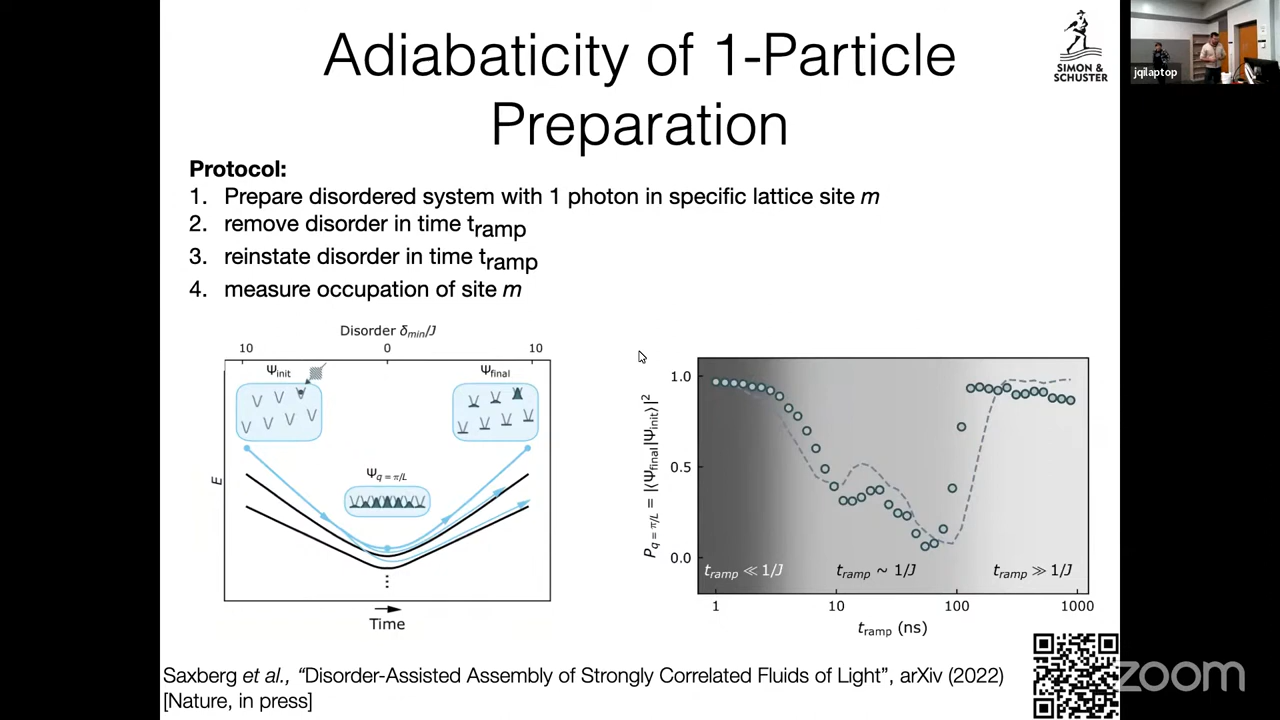 Adiabaticity of 1-Particle
Preparation
SIMON &
SCHUSTER
jqilaptop
Protocol:
1. Prepare disordered system with 1 photon in specific lattice site m
2. remove disorder in time tramp
3. reinstate disorder in time tramp
4. measure occupation of site m
Disorder δmin/J
10 0 10
Ψinit
Ψfinal
Ψq = π/L
E
Time
Pq = π/L = |⟨Ψfinal|Ψinit⟩|²
1.0
0.5
0.0
tramp ≪ 1/J
tramp ~ 1/J
tramp ≫ 1/J
1 10 100 1000
tramp (ns)
Saxberg et al., “Disorder-Assisted Assembly of Strongly Correlated Fluids of Light”, arXiv (2022)
[Nature, in press]
zoom